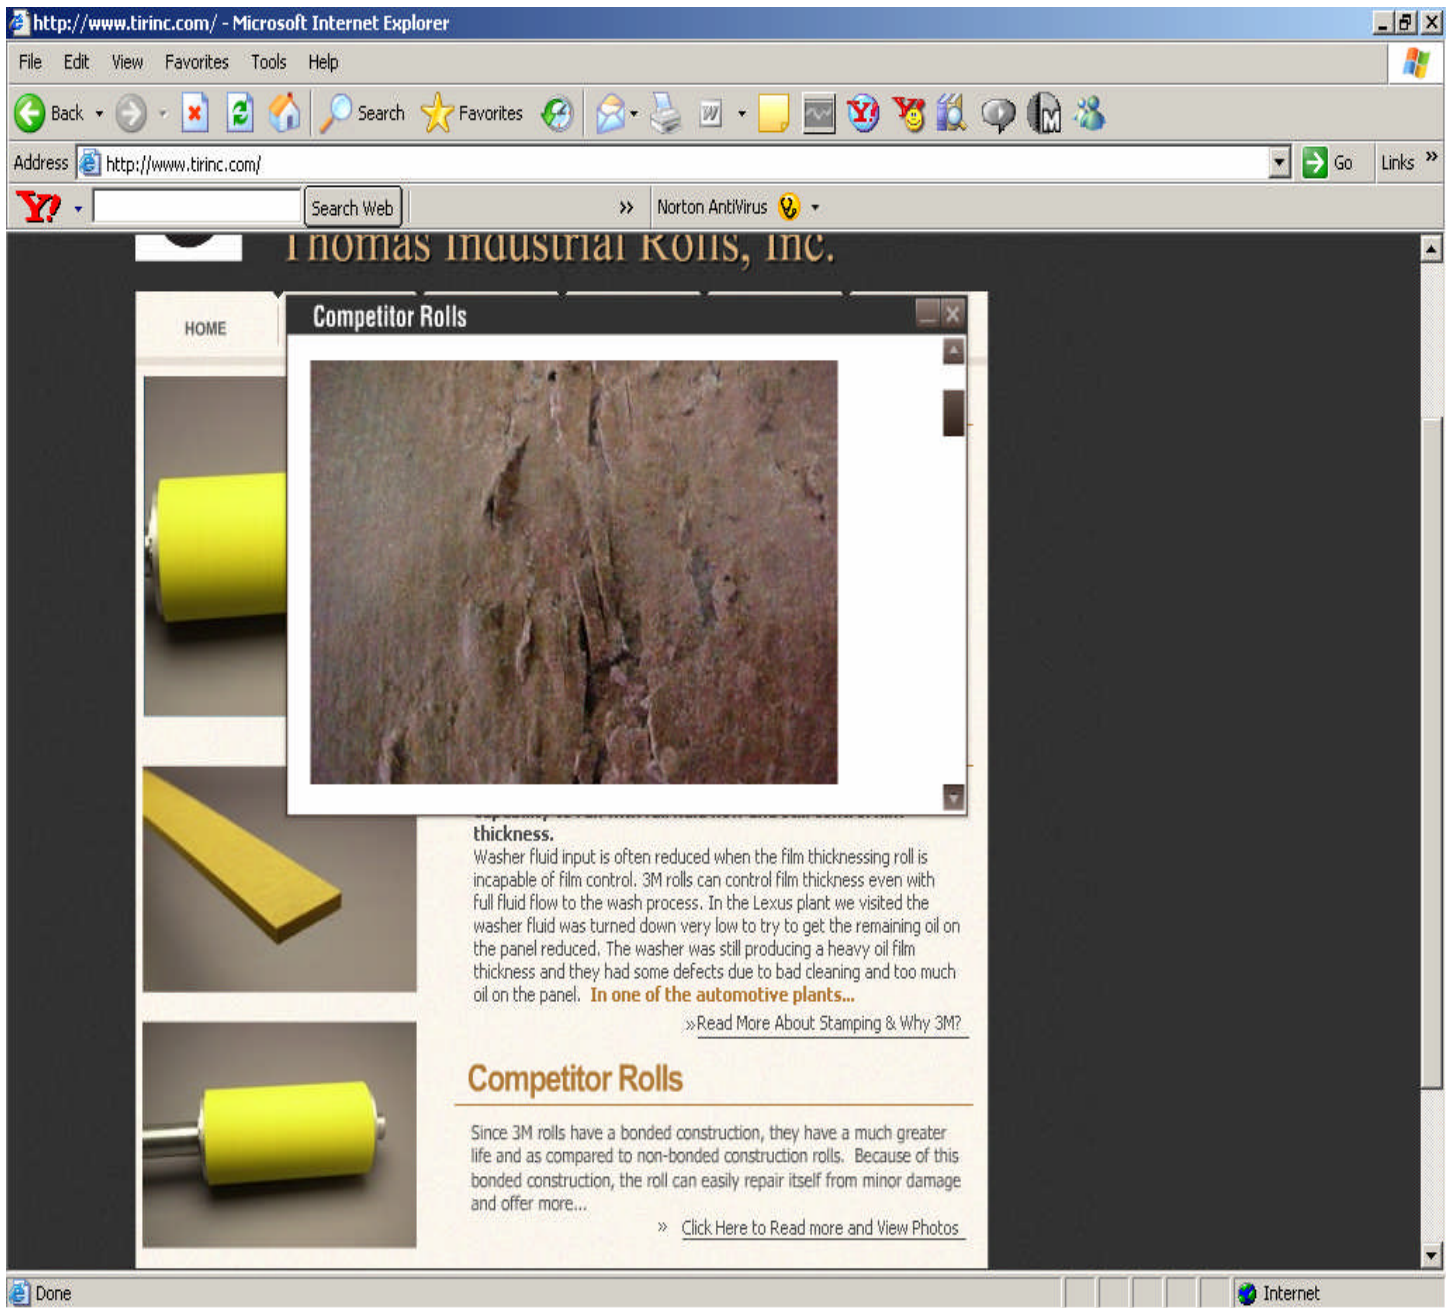 http://www.tirinc.com/ - Microsoft Internet Explorer
File Edit View Favorites Tools Help
Back Search Favorites
Address http://www.tirinc.com/ Go Links »
Y! Search Web » Norton AntiVirus
Thomas Industrial Rolls, Inc.
HOME
Competitor Rolls
thickness.
Washer fluid input is often reduced when the film thicknessing roll is
incapable of film control. 3M rolls can control film thickness even with
full fluid flow to the wash process. In the Lexus plant we visited the
washer fluid was turned down very low to try to get the remaining oil on
the panel reduced. The washer was still producing a heavy oil film
thickness and they had some defects due to bad cleaning and too much
oil on the panel. In one of the automotive plants...
»Read More About Stamping & Why 3M?
Competitor Rolls
Since 3M rolls have a bonded construction, they have a much greater
life and as compared to non-bonded construction rolls. Because of this
bonded construction, the roll can easily repair itself from minor damage
and offer more...
» Click Here to Read more and View Photos
Done Internet